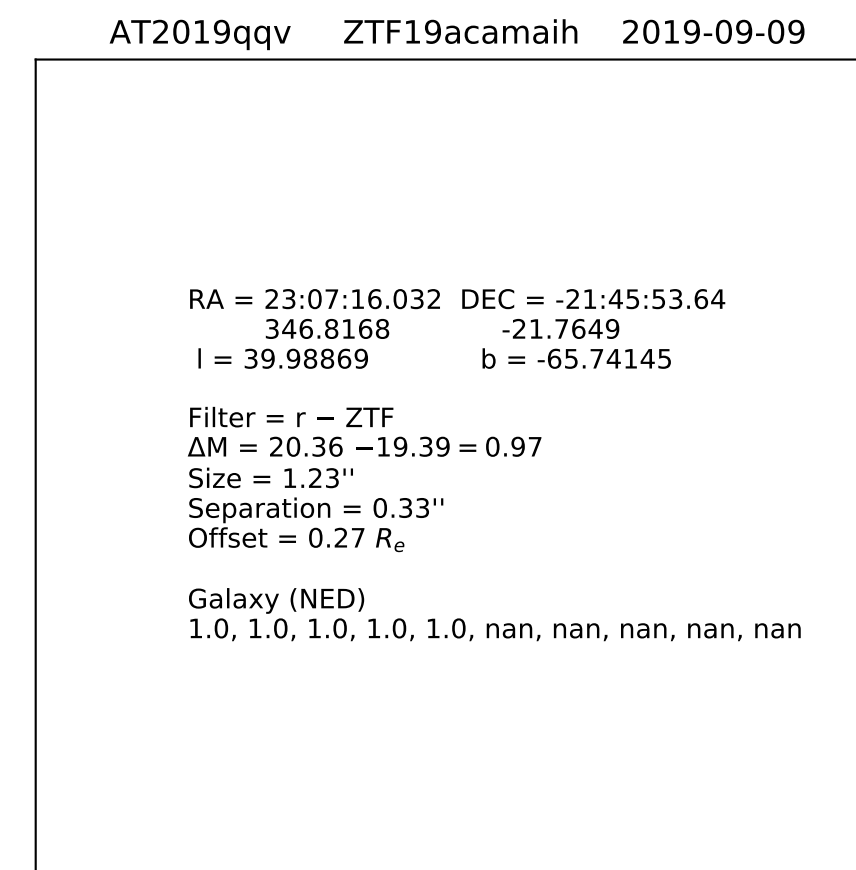 AT2019qqv ZTF19acamaih 2019-09-09
RA = 23:07:16.032 DEC = -21:45:53.64
346.8168 -21.7649
l = 39.98869 b = -65.74145
Filter = r − ZTF
ΔM = 20.36 −19.39 = 0.97
Size = 1.23''
Separation = 0.33''
Offset = 0.27 Re
Galaxy (NED)
1.0, 1.0, 1.0, 1.0, 1.0, nan, nan, nan, nan, nan